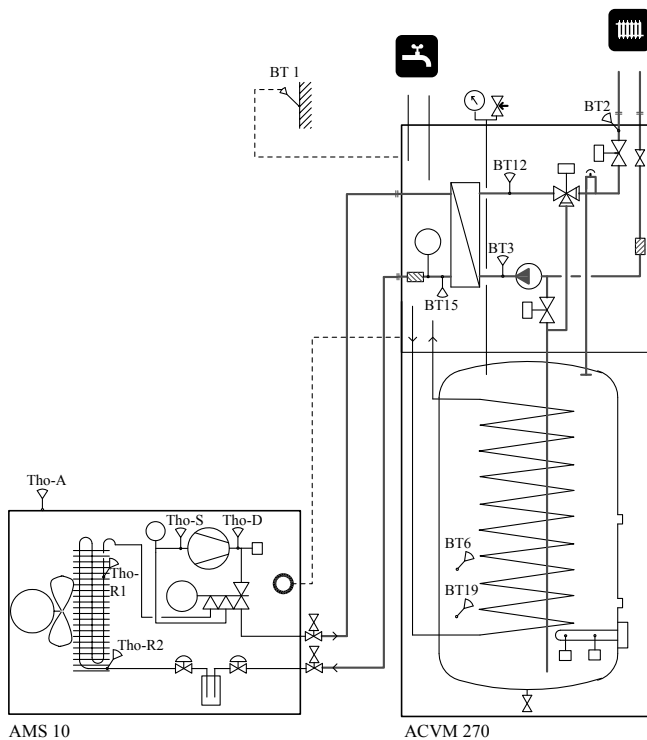 BT 1
BT2
BT12
BT3
BT15
Tho-A
Tho-S
Tho-D
Tho-
R1
BT6
BT19
Tho-R2
AMS 10
ACVM 270